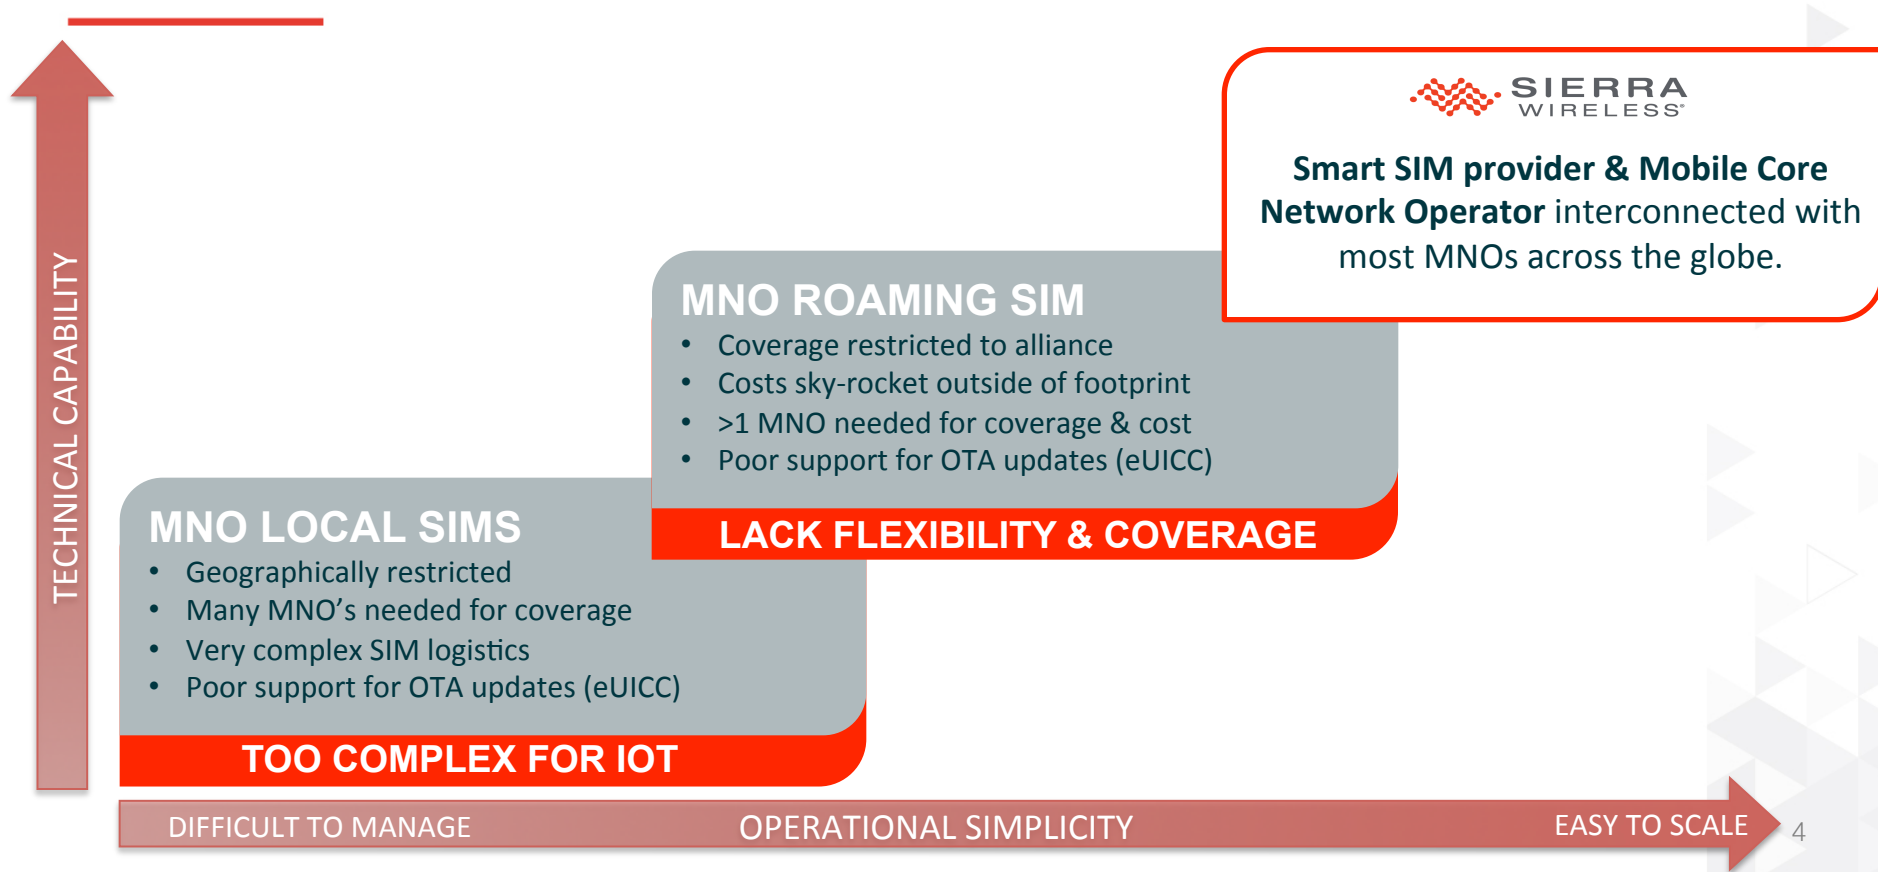 SIERRA
WIRELESS®
Smart SIM provider & Mobile Core
Network Operator interconnected with
most MNOs across the globe.
MNO ROAMING SIM
• Coverage restricted to alliance
• Costs sky-rocket outside of footprint
• >1 MNO needed for coverage & cost
• Poor support for OTA updates (eUICC)
LACK FLEXIBILITY & COVERAGE
MNO LOCAL SIMS
• Geographically restricted
• Many MNO’s needed for coverage
• Very complex SIM logistics
• Poor support for OTA updates (eUICC)
TOO COMPLEX FOR IOT
TECHNICAL CAPABILITY
DIFFICULT TO MANAGE
OPERATIONAL SIMPLICITY
EASY TO SCALE
4